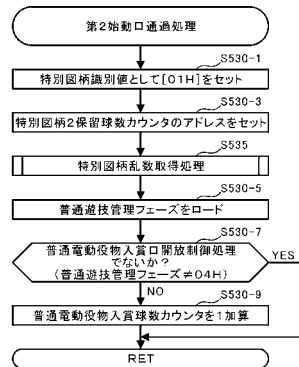 第2始動口通過処理
S530-1
特別図柄識別値として[01H]をセット
S530-3
特別図柄2保留球数カウンタのアドレスをセット
S535
特別図柄乱数取得処理
S530-5
普通遊技管理フェーズをロード
S530-7
普通電動役物入賞口開放制御処理
でないか?
(普通遊技管理フェーズ≠04H)
YES
NO
S530-9
普通電動役物入賞球数カウンタを1加算
RET